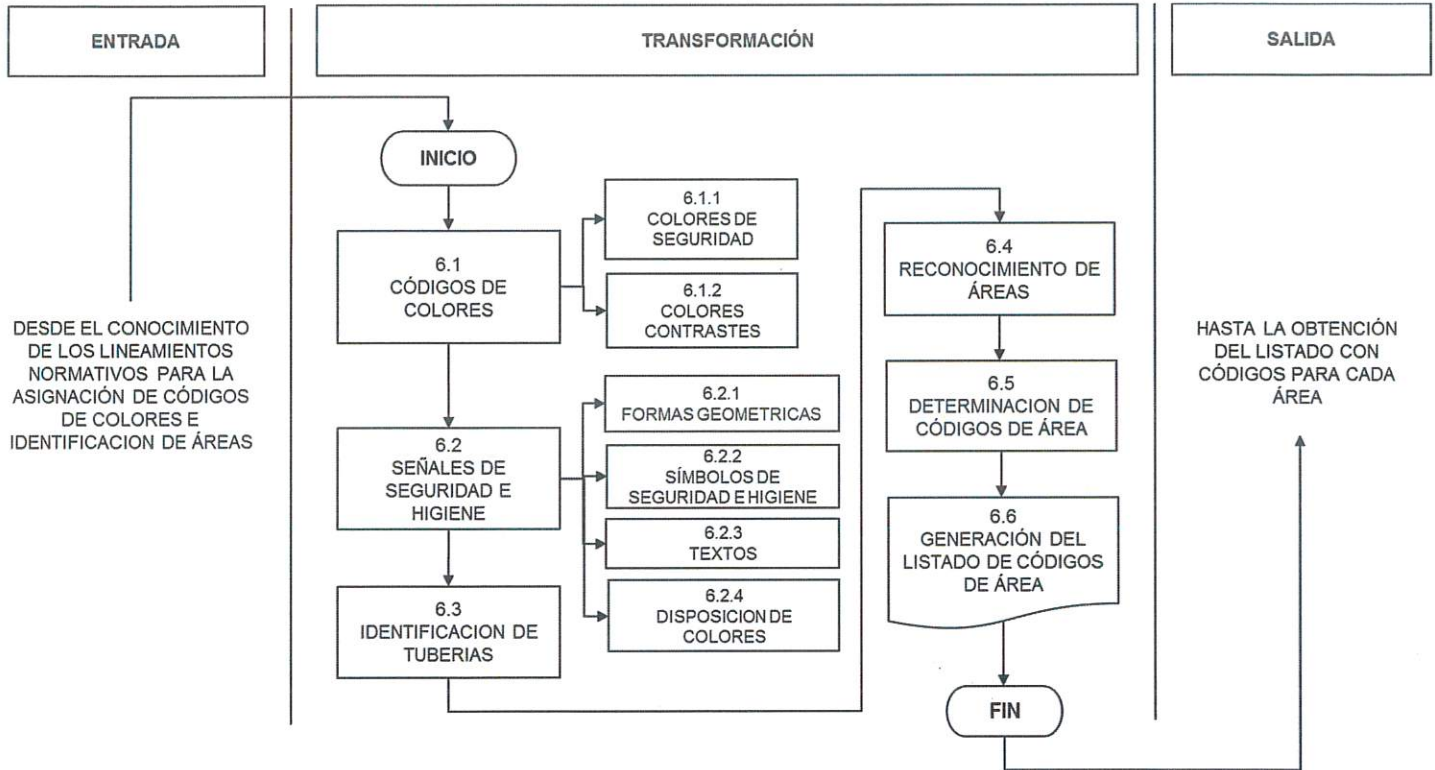 ENTRADA
TRANSFORMACIÓN
SALIDA
DESDE EL CONOCIMIENTO
DE LOS LINEAMIENTOS
NORMATIVOS PARA LA
ASIGNACIÓN DE CÓDIGOS
DE COLORES E
IDENTIFICACION DE ÁREAS
INICIO
6.1
CÓDIGOS DE
COLORES
6.1.1
COLORES DE
SEGURIDAD
6.1.2
COLORES
CONTRASTES
6.2
SEÑALES DE
SEGURIDAD E
HIGIENE
6.2.1
FORMAS GEOMETRICAS
6.2.2
SÍMBOLOS DE
SEGURIDAD E HIGIENE
6.2.3
TEXTOS
6.2.4
DISPOSICION DE
COLORES
6.3
IDENTIFICACION DE
TUBERIAS
6.4
RECONOCIMIENTO DE
ÁREAS
6.5
DETERMINACION DE
CÓDIGOS DE ÁREA
6.6
GENERACIÓN DEL
LISTADO DE CÓDIGOS
DE ÁREA
FIN
HASTA LA OBTENCIÓN
DEL LISTADO CON
CÓDIGOS PARA CADA
ÁREA